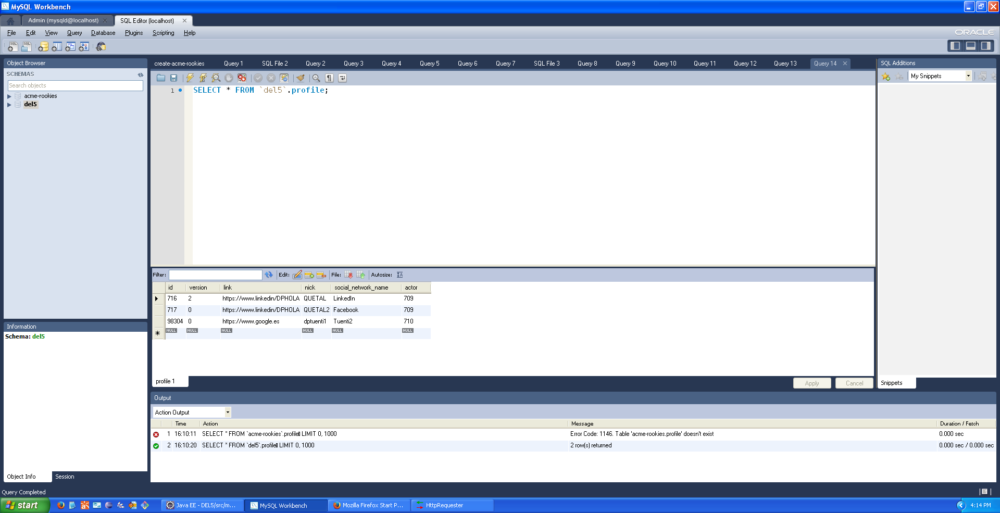 MySQL Workbench
Admin (mysqld@localhost)
SQL Editor (localhost)
File Edit View Query Database Plugins Scripting Help
ORACLE
Object Browser
SCHEMAS
Search objects
acme-rookies
del5
create-acme-rookies Query 1 SQL File 2 Query 2 Query 3 Query 4 Query 5 Query 6 Query 7 SQL File 3 Query 8 Query 9 Query 10 Query 11 Query 12 Query 13 Query 14
1 SELECT * FROM `del5`.profile;
SQL Additions
My Snippets
Filter: Edit: File: Autosize:
id version link nick social_network_name actor
716 2 https://www.linkedin/DPHOLA QUETAL LinkedIn 709
717 0 https://www.linkedin/DPHOLA QUETAL2 Facebook 709
98304 0 https://www.google.es dptuenti1 Tuenti2 710
NULL NULL NULL NULL NULL NULL
profile 1
Apply Cancel
Snippets
Information
Schema: del5
Object Info Session
Output
Action Output
Time Action Message Duration / Fetch
1 16:10:11 SELECT * FROM `acme-rookies`.profile LIMIT 0, 1000 Error Code: 1146. Table 'acme-rookies.profile' doesn't exist 0.000 sec
2 16:10:20 SELECT * FROM `del5`.profile LIMIT 0, 1000 2 row(s) returned 0.000 sec / 0.000 sec
Query Completed
start
Java EE - DEL5/src/m...
MySQL Workbench
Mozilla Firefox Start P...
HttpRequester
4:14 PM